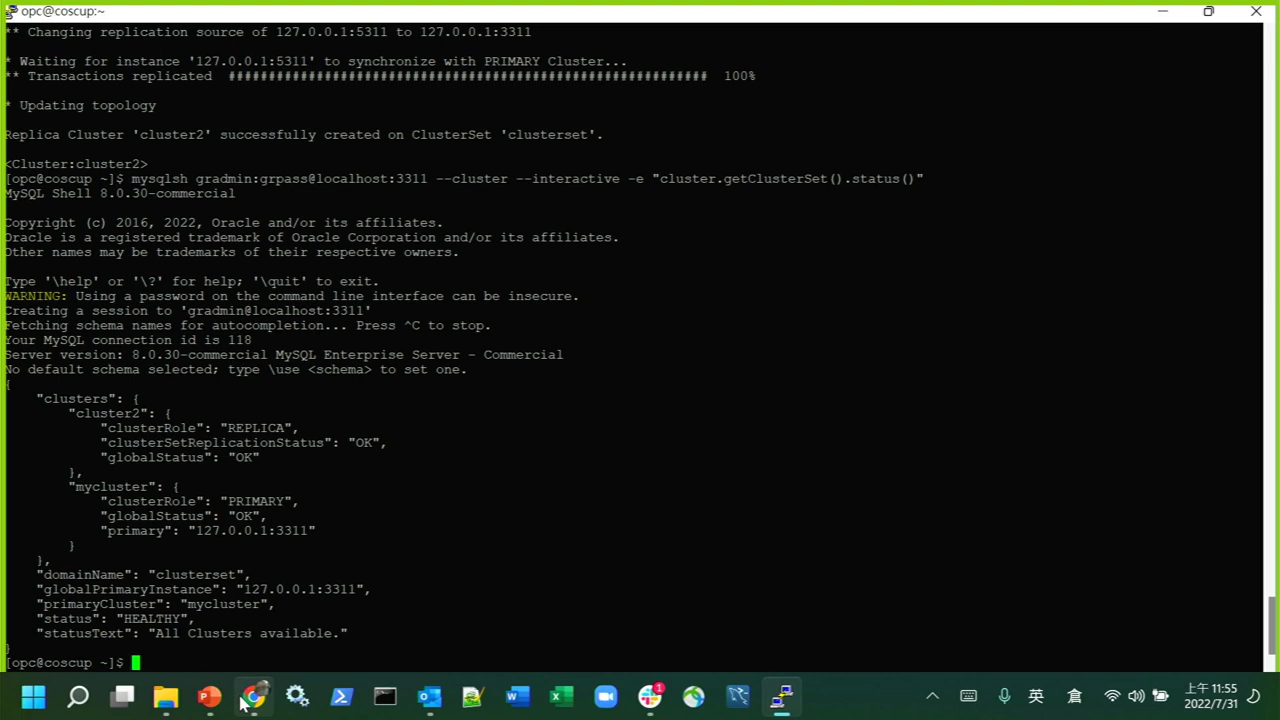 opc@coscup:~
** Changing replication source of 127.0.0.1:5311 to 127.0.0.1:3311
* Waiting for instance '127.0.0.1:5311' to synchronize with PRIMARY Cluster...
** Transactions replicated  ############################################################  100%
* Updating topology
Replica Cluster 'cluster2' successfully created on ClusterSet 'clusterset'.
<Cluster:cluster2>
[opc@coscup ~]$ mysqlsh gradmin:grpass@localhost:3311 --cluster --interactive -e "cluster.getClusterSet().status()"
MySQL Shell 8.0.30-commercial
Copyright (c) 2016, 2022, Oracle and/or its affiliates.
Oracle is a registered trademark of Oracle Corporation and/or its affiliates.
Other names may be trademarks of their respective owners.
Type '\help' or '\?' for help; '\quit' to exit.
WARNING: Using a password on the command line interface can be insecure.
Creating a session to 'gradmin@localhost:3311'
Fetching schema names for autocompletion... Press ^C to stop.
Your MySQL connection id is 118
Server version: 8.0.30-commercial MySQL Enterprise Server - Commercial
No default schema selected; type \use <schema> to set one.
{
    "clusters": {
        "cluster2": {
            "clusterRole": "REPLICA",
            "clusterSetReplicationStatus": "OK",
            "globalStatus": "OK"
        },
        "mycluster": {
            "clusterRole": "PRIMARY",
            "globalStatus": "OK",
            "primary": "127.0.0.1:3311"
        }
    },
    "domainName": "clusterset",
    "globalPrimaryInstance": "127.0.0.1:3311",
    "primaryCluster": "mycluster",
    "status": "HEALTHY",
    "statusText": "All Clusters available."
}
[opc@coscup ~]$
1
英
倉
上午 11:55
2022/7/31